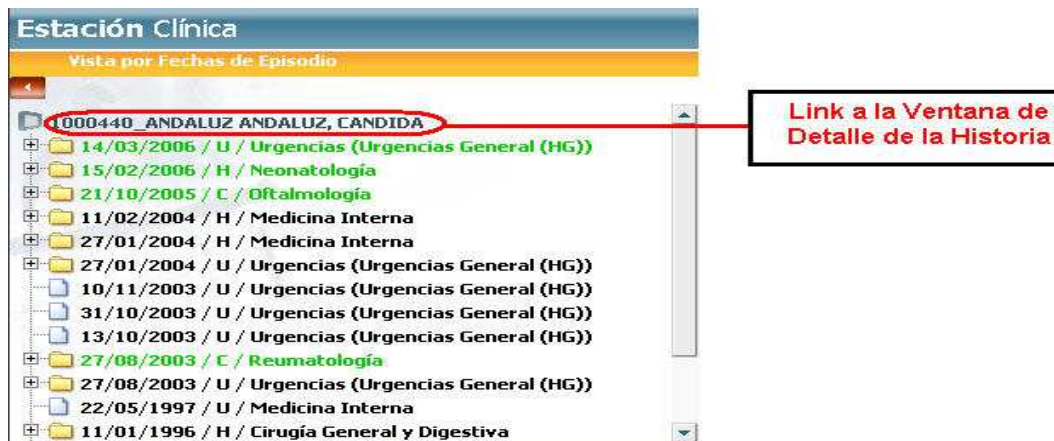 Estación Clínica
Vista por Fechas de Episodio
1000440_ANDALUZ ANDALUZ, CANDIDA
14/03/2006 / U / Urgencias (Urgencias General (HG))
15/02/2006 / H / Neonatología
21/10/2005 / C / Oftalmología
11/02/2004 / H / Medicina Interna
27/01/2004 / H / Medicina Interna
27/01/2004 / U / Urgencias (Urgencias General (HG))
10/11/2003 / U / Urgencias (Urgencias General (HG))
31/10/2003 / U / Urgencias (Urgencias General (HG))
13/10/2003 / U / Urgencias (Urgencias General (HG))
27/08/2003 / C / Reumatología
27/08/2003 / U / Urgencias (Urgencias General (HG))
22/05/1997 / U / Medicina Interna
11/01/1996 / H / Cirugía General y Digestiva
Link a la Ventana de
Detalle de la Historia